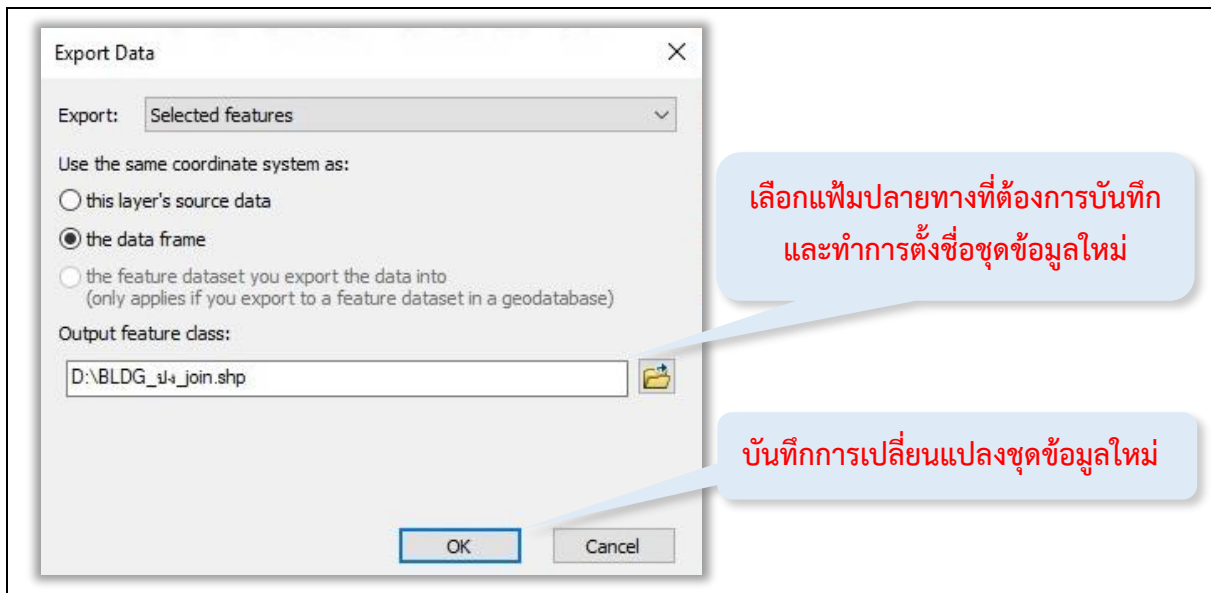 Export Data
Export: Selected features
Use the same coordinate system as:
this layer's source data
the data frame
the feature dataset you export the data into
(only applies if you export to a feature dataset in a geodatabase)
Output feature class:
D:\BLDG_ปง_join.shp
OK Cancel
เลือกแฟ้มปลายทางที่ต้องการบันทึก
และทำการตั้งชื่อชุดข้อมูลใหม่
บันทึกการเปลี่ยนแปลงชุดข้อมูลใหม่